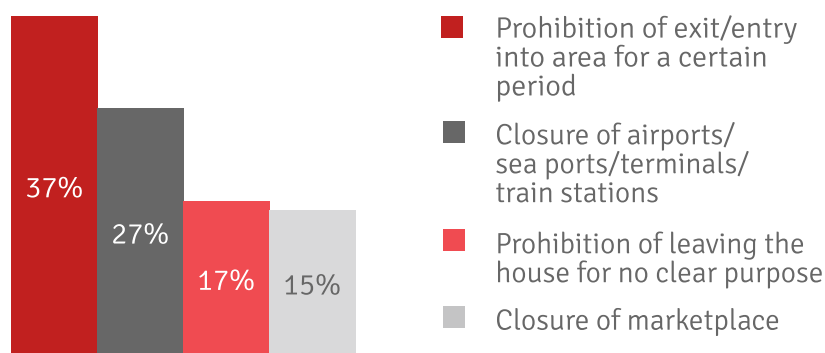 37%
27%
17%
15%
Prohibition of exit/entry
into area for a certain
period
Closure of airports/
sea ports/terminals/
train stations
Prohibition of leaving the
house for no clear purpose
Closure of marketplace